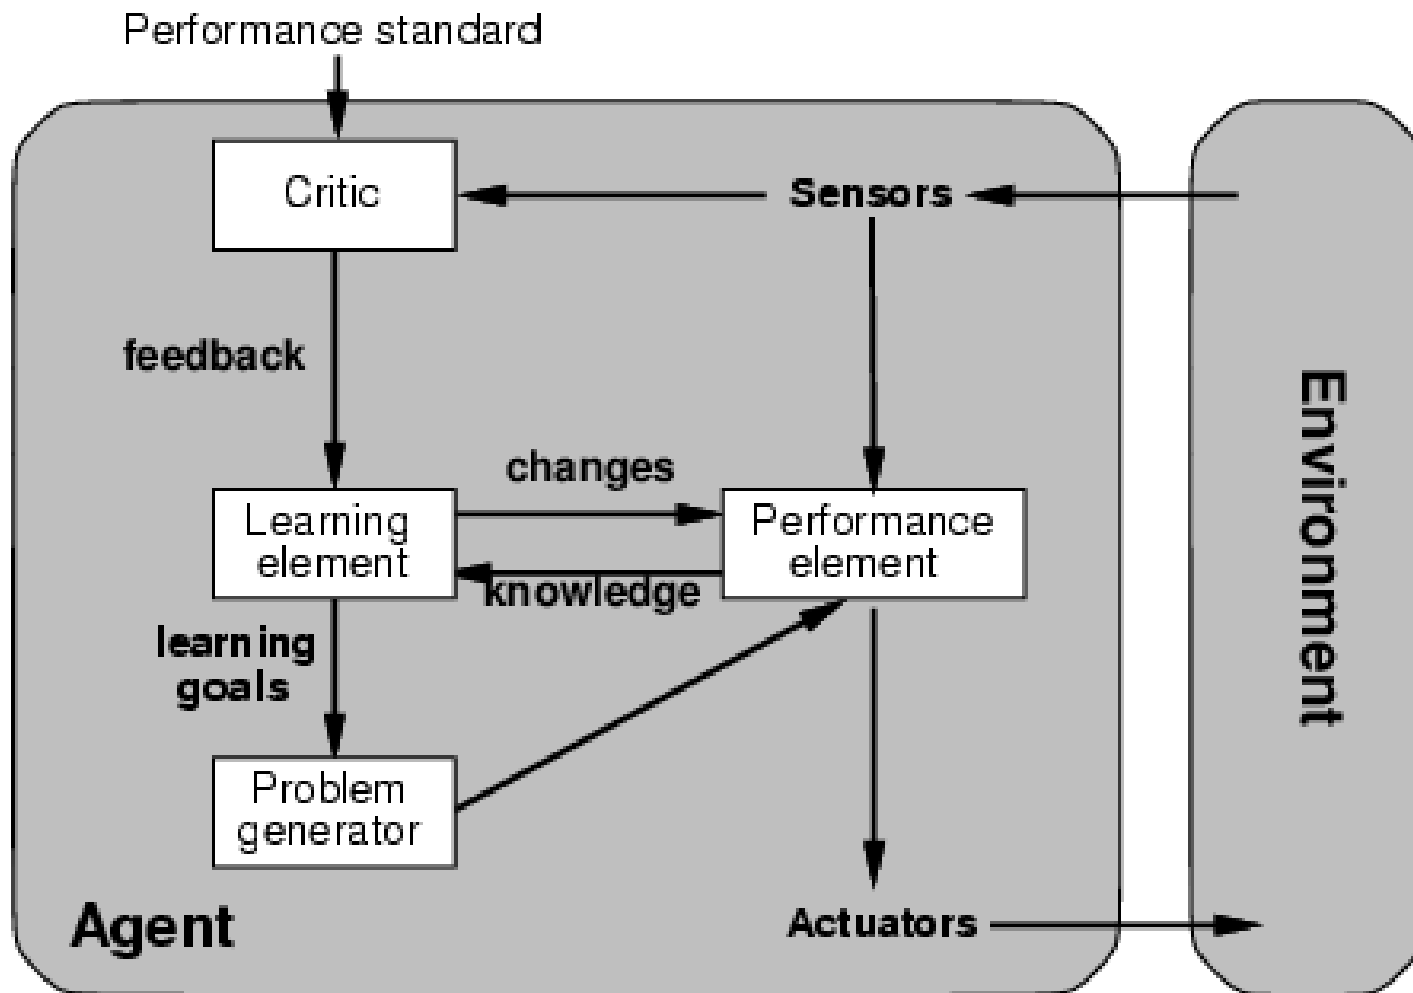 Performance standard
Critic
Sensors
feedback
changes
Learning
element
Performance
element
knowledge
learning
goals
Problem
generator
Agent
Actuators
Environment